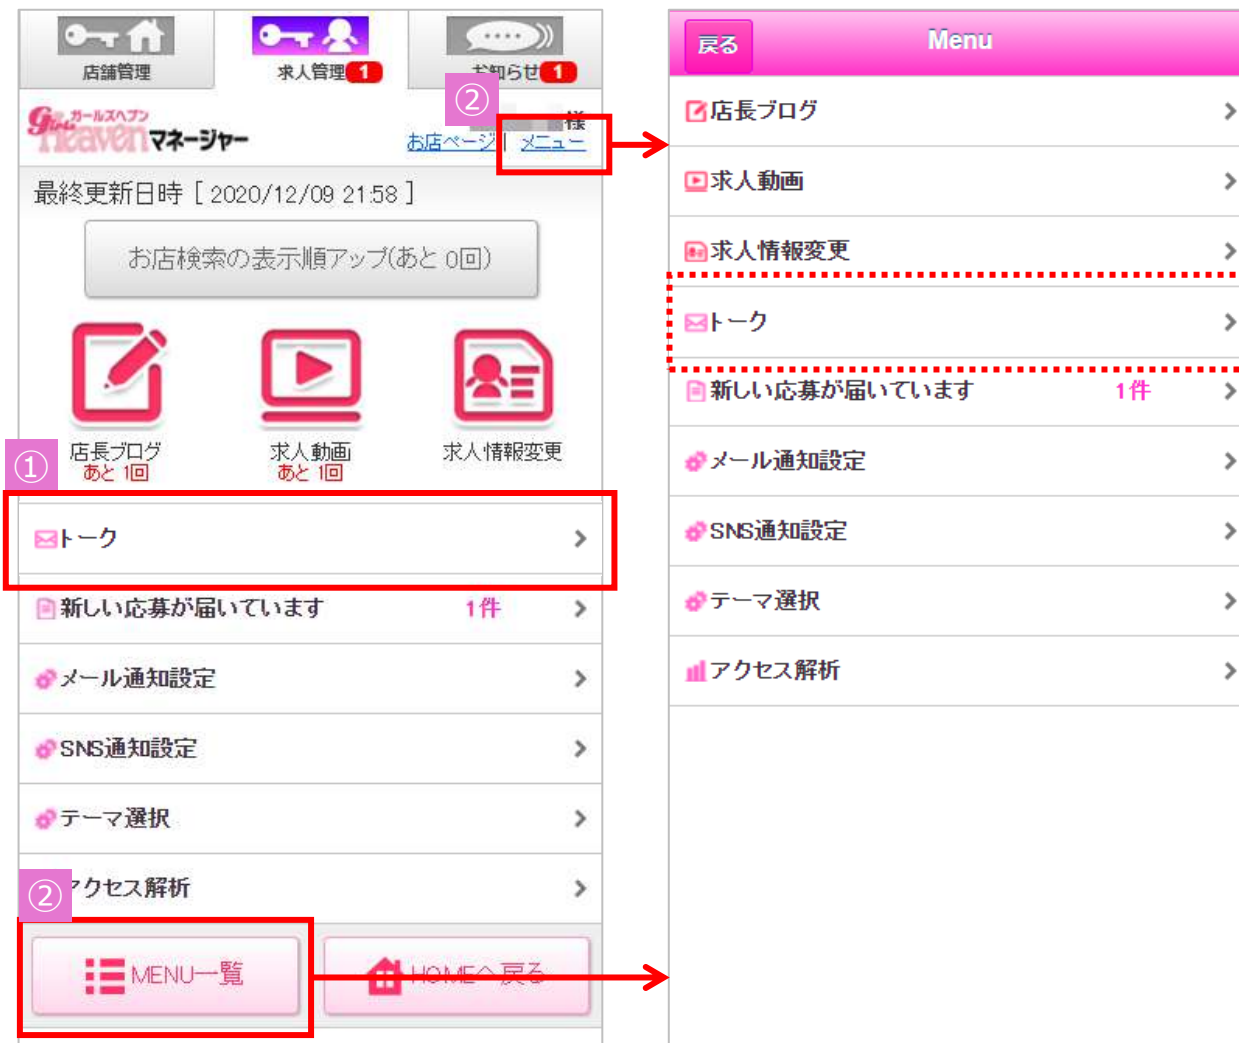 店舗管理
求人管理 1
お知らせ 1
②
Girls Heaven ガールズヘブン マネージャー
様
お店ページ | メニュー
最終更新日時 [ 2020/12/09 21:58 ]
お店検索の表示順アップ(あと 0回)
店長ブログ
あと 1回
求人動画
あと 1回
求人情報変更
①
トーク
新しい応募が届いています 1件
メール通知設定
SNS通知設定
テーマ選択
アクセス解析
②
MENU一覧
HOMEへ戻る
戻る
Menu
店長ブログ
求人動画
求人情報変更
トーク
新しい応募が届いています 1件
メール通知設定
SNS通知設定
テーマ選択
アクセス解析